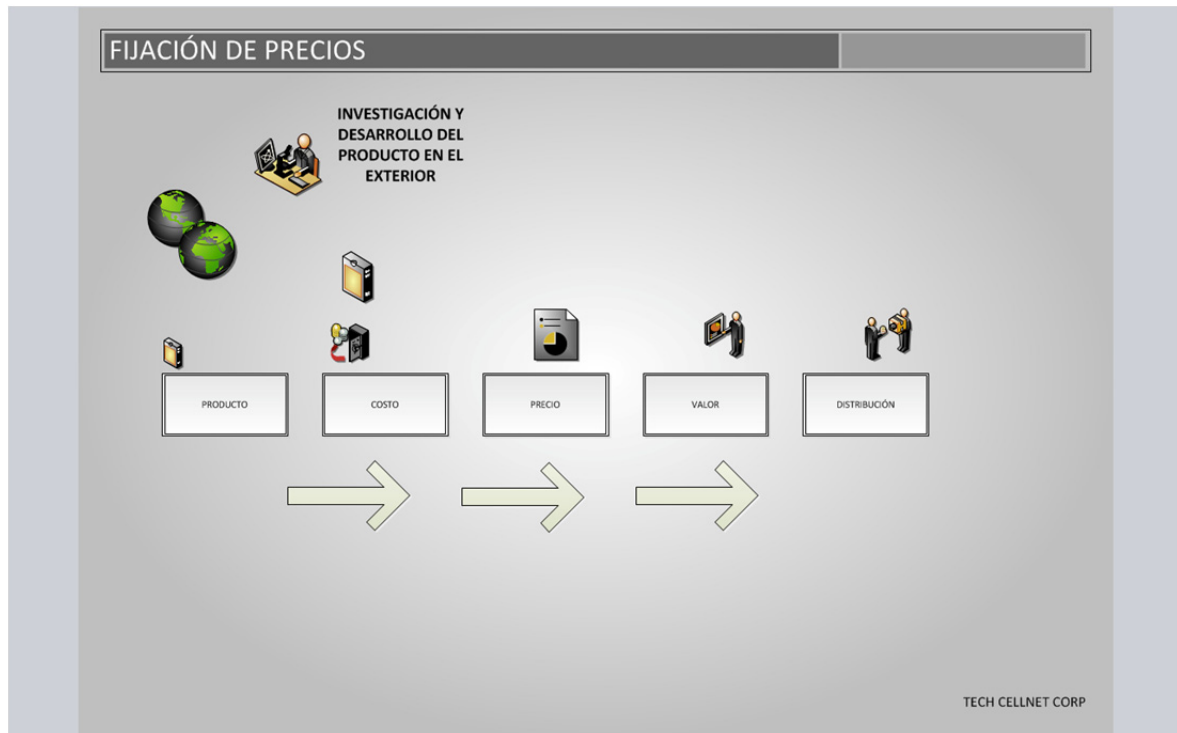 FIJACIÓN DE PRECIOS
INVESTIGACIÓN Y
DESARROLLO DEL
PRODUCTO EN EL
EXTERIOR
PRODUCTO
COSTO
PRECIO
VALOR
DISTRIBUCIÓN
TECH CELLNET CORP